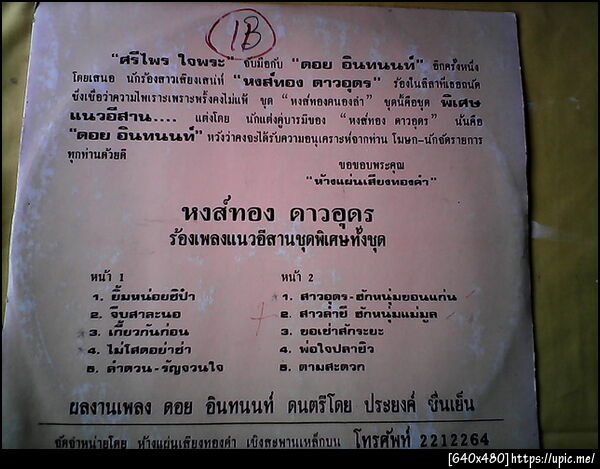 1B
"ศรีไพร ใจพระ" จับมือกับ "ดอย อินทนนท์" อีกครั้งหนึ่ง
โดยเสนอ นักร้องสาวเสียงเสน่ห์ "หงส์ทอง ดาวอุดร" ร้องในลีลาที่เธอถนัด
ซึ่งเชื่อว่าความไพเราะเพราะพริ้งคงไม่แพ้ ชุด "หงส์ทองคนองลำ" ชุดนี้คือชุด พิเศษ
แนวอีสาน.... แต่งโดย นักแต่งคู่บารมีของ "หงส์ทอง ดาวอุดร" นั้นคือ
"ดอย อินทนนท์" หวังว่าคงจะได้รับความอนุเคราะห์จากท่าน โฆษก-นักจัดรายการ
ทุกท่านด้วยดี
ขอขอบพระคุณ
"ห้างแผ่นเสียงทองคำ"
หงส์ทอง ดาวอุดร
ร้องเพลงแนวอีสานชุดพิเศษทั้งชุด
หน้า 1
1. ยิ้มหน่อยซิป๋า
2. จีบสาละนอ
3. เกี้ยวกันก่อน
4. ไม่โสดอย่าฮ่า
5. ลำดวน-รัญจวนใจ
หน้า 2
1. สาวอุดร-ฮักหนุ่มขอนแก่น
2. สาวลำชี ฮักหนุ่มแม่มูล
3. ขอเช่าสักระยะ
4. พ่อใจปลาซิว
5. ตามสะดวก
ผลงานเพลง ดอย อินทนนท์ ดนตรีโดย ประยงค์ ชื่นเย็น
จัดจำหน่ายโดย ห้างแผ่นเสียงทองคำ เชิงสะพานเหล็กบน โทรศัพท์ 2212264
[640x480]https://upic.me/